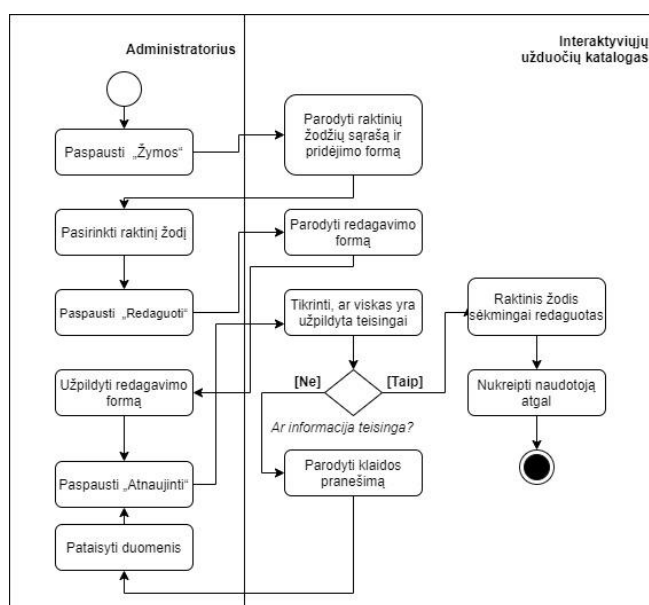 Administratorius
Interaktyviųjų
užduočių katalogas
Paspausti „Žymos“
Parodyti raktinių
žodžių sąrašą ir
pridėjimo formą
Pasirinkti raktinį žodį
Parodyti redagavimo
formą
Paspausti „Redaguoti“
Tikrinti, ar viskas yra
užpildyta teisingai
Raktinis žodis
sėkmingai redaguotas
Užpildyti redagavimo
formą
[Ne]
[Taip]
Nukreipti naudotoją
atgal
Ar informacija teisinga?
Paspausti „Atnaujinti“
Parodyti klaidos
pranešimą
Pataisyti duomenis